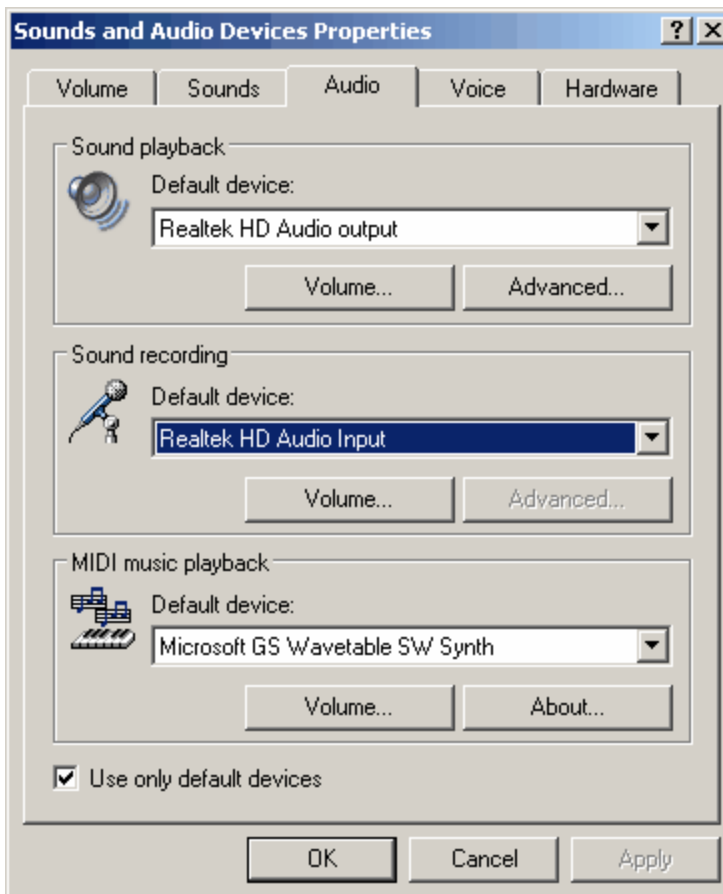 Sounds and Audio Devices Properties
Volume Sounds Audio Voice Hardware
Sound playback
Default device:
Realtek HD Audio output
Volume... Advanced...
Sound recording
Default device:
Realtek HD Audio Input
Volume... Advanced...
MIDI music playback
Default device:
Microsoft GS Wavetable SW Synth
Volume... About...
Use only default devices
OK Cancel Apply